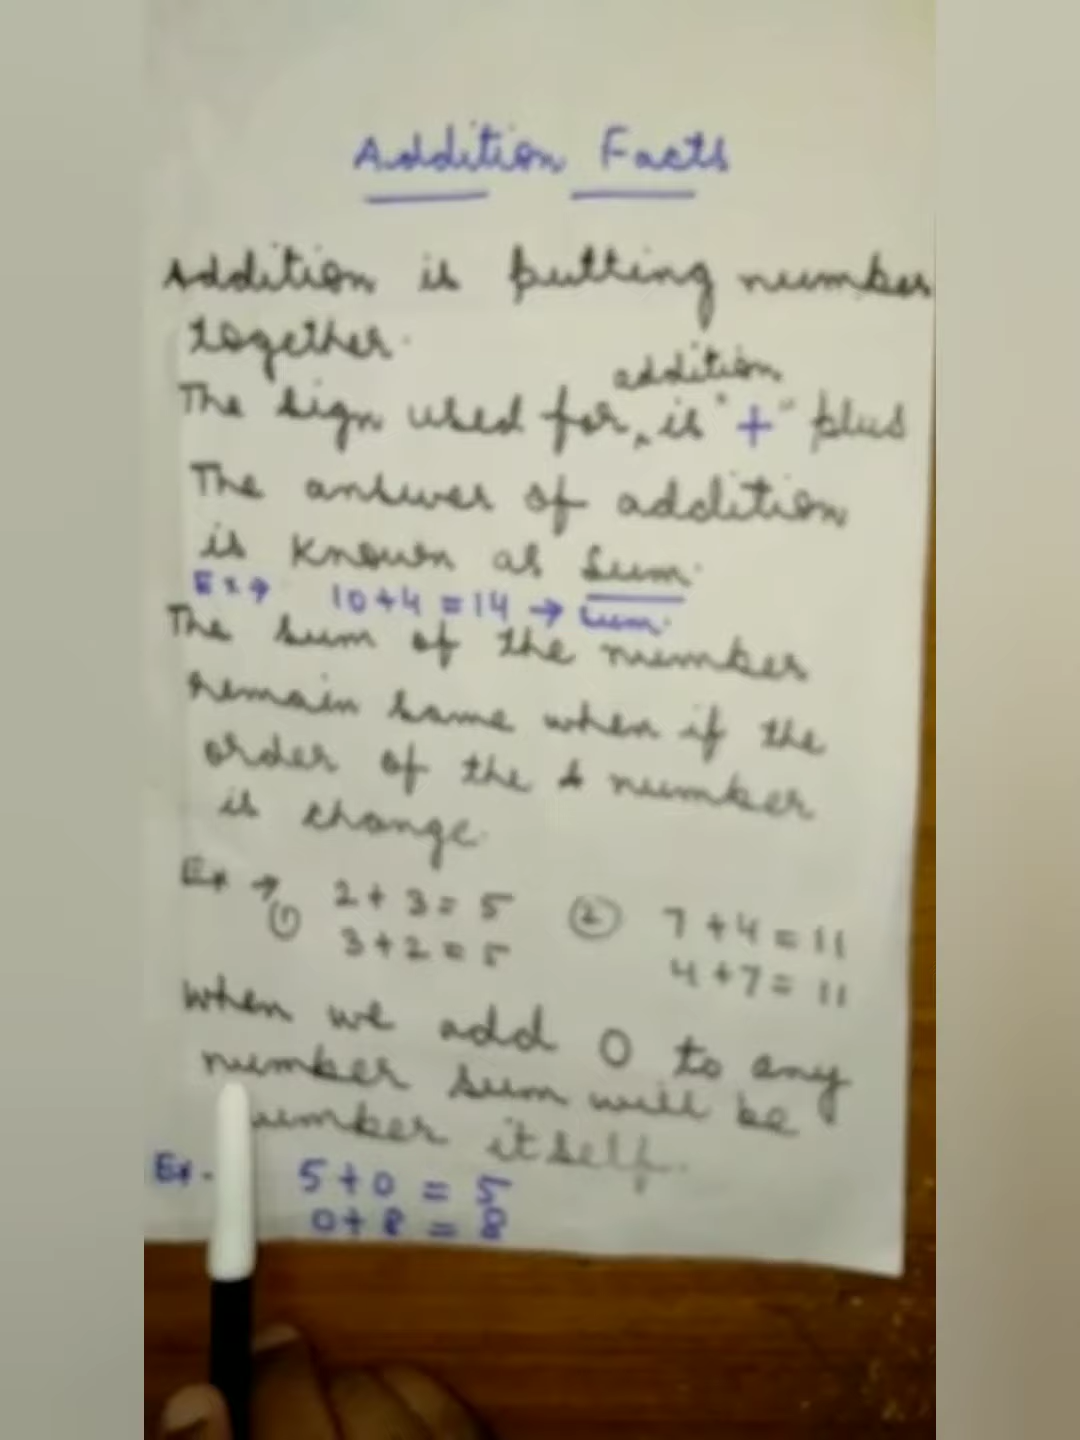 Addition Facts
Addition is putting number
together.
addition
The sign used for, is "+" plus
The answer of addition
is known as Sum.
Ex → 10+4 = 14 → Sum.
The sum of the number
remain same when if the
order of the number
is change.
Ex →
① 2 + 3 = 5 ② 7 + 4 = 11
3 + 2 = 5 4 + 7 = 11
When we add 0 to any
number sum will be
number itself.
Ex. 5 + 0 = 5
0 + 8 = 8